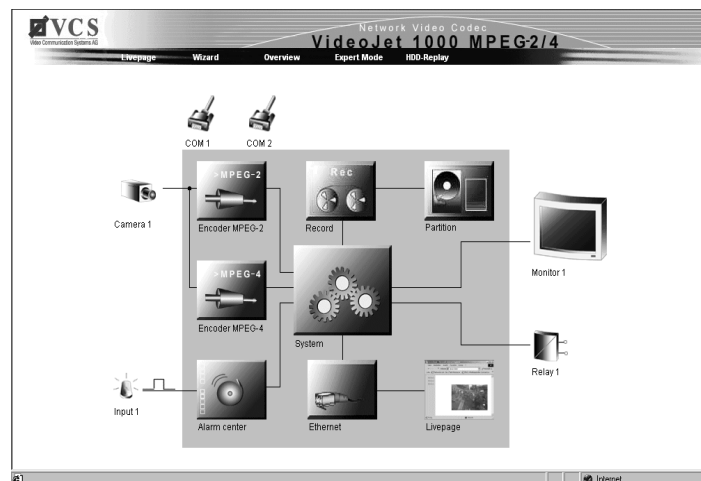 VCS
Video Communication Systems AG
Network Video Codec
VideoJet 1000 MPEG-2/4
Livepage Wizard Overview Expert Mode HDD-Replay
COM 1 COM 2
>MPEG-2
Rec
Camera 1
Encoder MPEG-2
Record
Partition
>MPEG-4
Monitor 1
Encoder MPEG-4
System
Relay 1
Input 1
Alarm center
Ethernet
Livepage
Internet